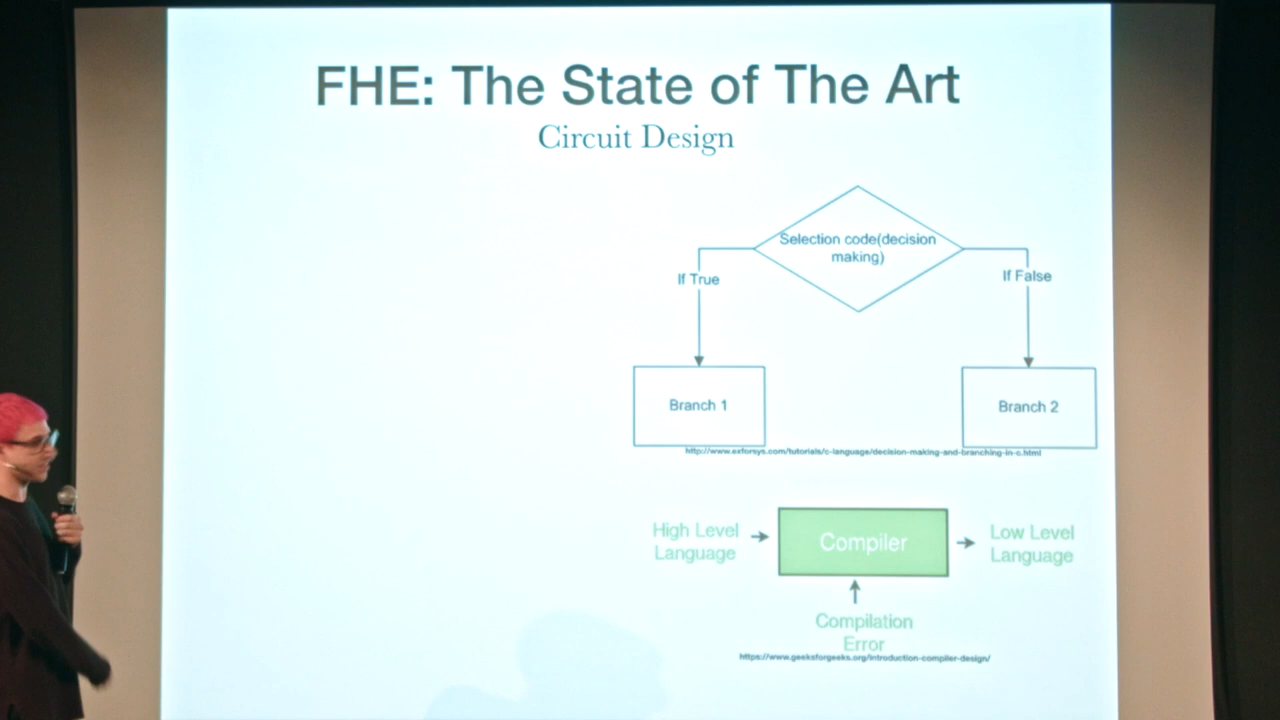 FHE: The State of The Art
Circuit Design
Selection code(decision
making)
If True
If False
Branch 1
Branch 2
http://www.exforsys.com/tutorials/c-language/decision-making-and-branching-in-c.html
High Level
Language
Compiler
Low Level
Language
Compilation
Error
https://www.geeksforgeeks.org/introduction-compiler-design/